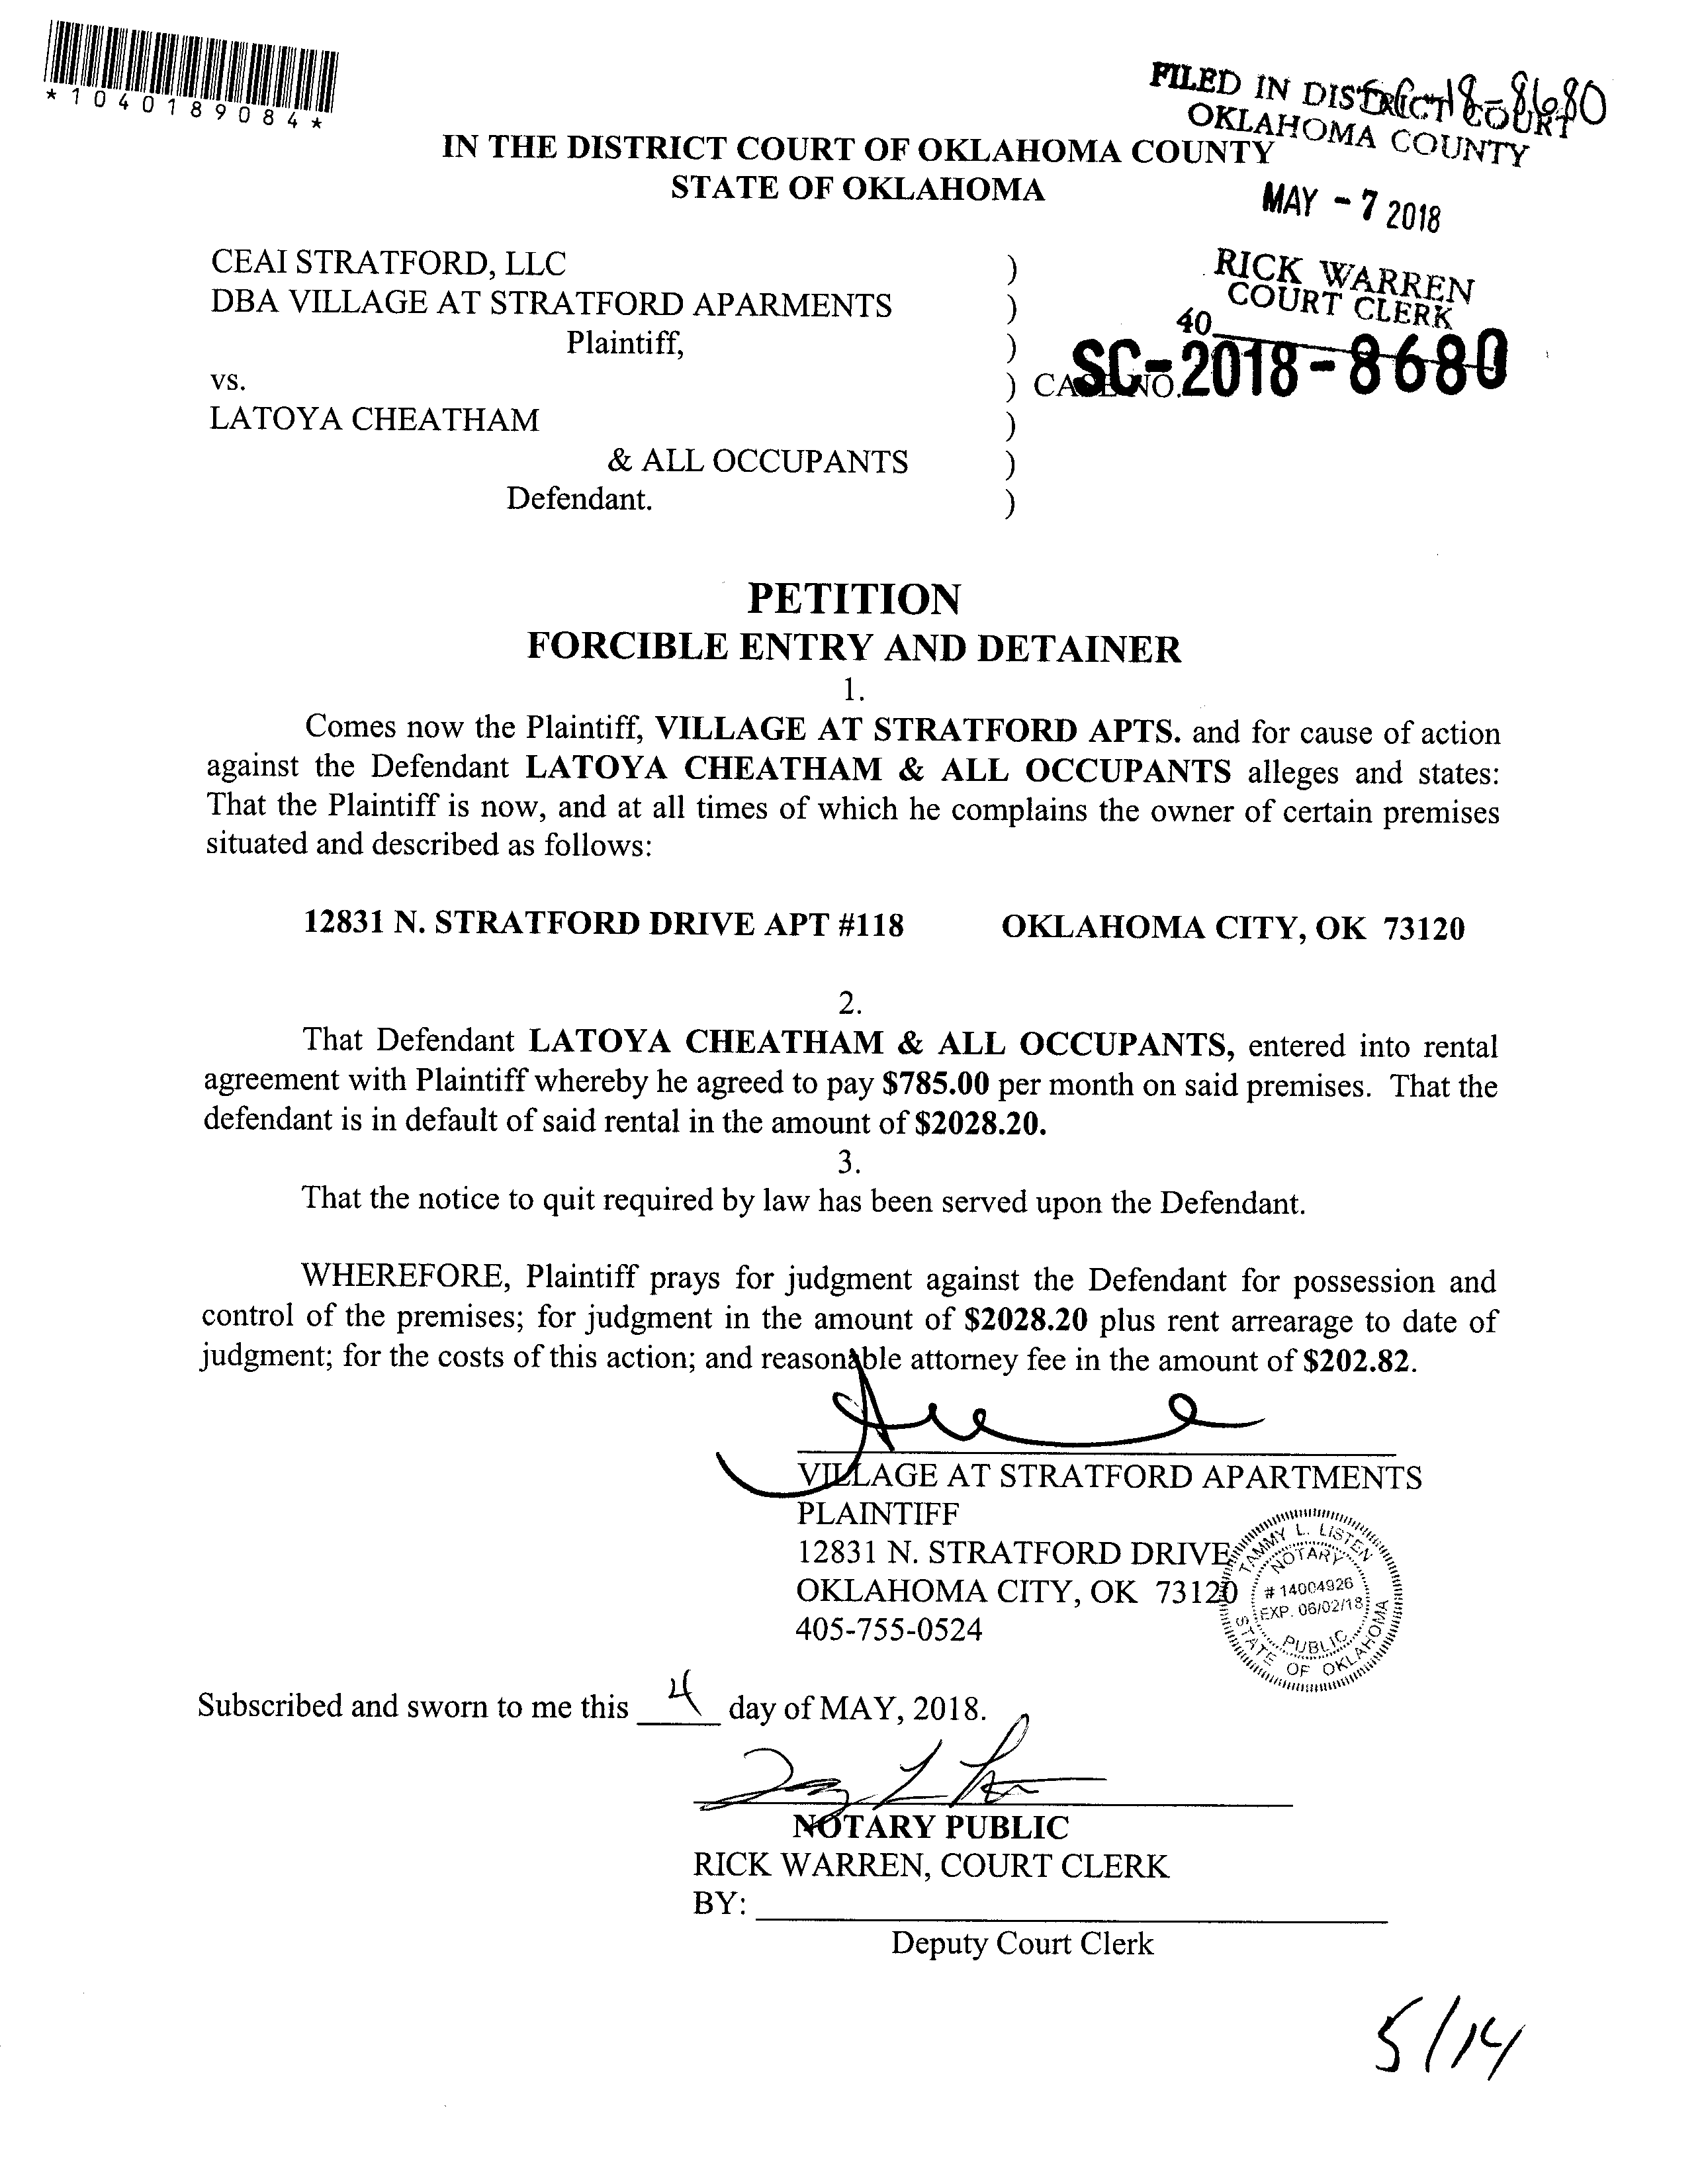 *1040189084*
FILED IN DISTRICT COURT
OKLAHOMA COUNTY
SC-18-8680
IN THE DISTRICT COURT OF OKLAHOMA COUNTY
STATE OF OKLAHOMA
MAY - 7 2018
RICK WARREN
COURT CLERK
40
CEAI STRATFORD, LLC )
DBA VILLAGE AT STRATFORD APARMENTS )
Plaintiff, )
vs. ) CASE NO. SC-2018-8680
LATOYA CHEATHAM )
& ALL OCCUPANTS )
Defendant. )
PETITION
FORCIBLE ENTRY AND DETAINER
1.
Comes now the Plaintiff, VILLAGE AT STRATFORD APTS. and for cause of action
against the Defendant LATOYA CHEATHAM & ALL OCCUPANTS alleges and states:
That the Plaintiff is now, and at all times of which he complains the owner of certain premises
situated and described as follows:
12831 N. STRATFORD DRIVE APT #118 OKLAHOMA CITY, OK 73120
2.
That Defendant LATOYA CHEATHAM & ALL OCCUPANTS, entered into rental
agreement with Plaintiff whereby he agreed to pay $785.00 per month on said premises. That the
defendant is in default of said rental in the amount of $2028.20.
3.
That the notice to quit required by law has been served upon the Defendant.
WHEREFORE, Plaintiff prays for judgment against the Defendant for possession and
control of the premises; for judgment in the amount of $2028.20 plus rent arrearage to date of
judgment; for the costs of this action; and reasonable attorney fee in the amount of $202.82.
VILLAGE AT STRATFORD APARTMENTS
PLAINTIFF
12831 N. STRATFORD DRIVE
OKLAHOMA CITY, OK 73120
405-755-0524
TAMMY L. LISTEN
NOTARY
# 14004926
EXP. 06/02/18
PUBLIC
STATE OF OKLAHOMA
Subscribed and sworn to me this 4 day of MAY, 2018.
NOTARY PUBLIC
RICK WARREN, COURT CLERK
BY:
Deputy Court Clerk
5/14